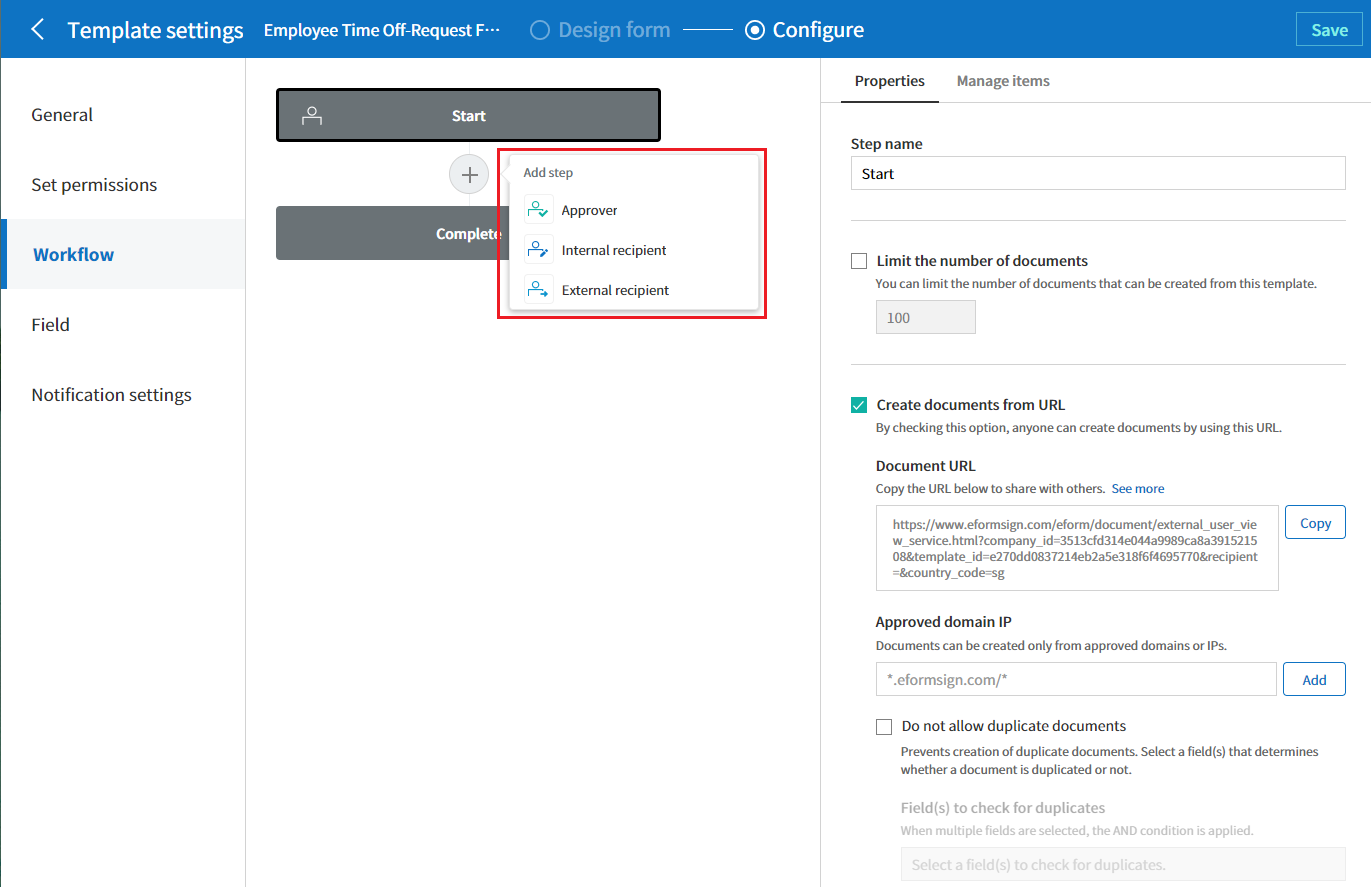 Template settings
Employee Time Off-Request F···
Design form
Configure
Save
General
Set permissions
Workflow
Field
Notification settings
Start
Add step
Approver
Internal recipient
External recipient
Complete
Properties
Manage items
Step name
Start
Limit the number of documents
You can limit the number of documents that can be created from this template.
100
Create documents from URL
By checking this option, anyone can create documents by using this URL.
Document URL
Copy the URL below to share with others. See more
https://www.eformsign.com/eform/document/external_user_vie
w_service.html?company_id=3513cfd314e044a9989ca8a3915215
08&template_id=e270dd0837214eb2a5e318f6f4695770&recipient
=&country_code=sg
Copy
Approved domain IP
Documents can be created only from approved domains or IPs.
*.eformsign.com/*
Add
Do not allow duplicate documents
Prevents creation of duplicate documents. Select a field(s) that determines
whether a document is duplicated or not.
Field(s) to check for duplicates
When multiple fields are selected, the AND condition is applied.
Select a field(s) to check for duplicates.